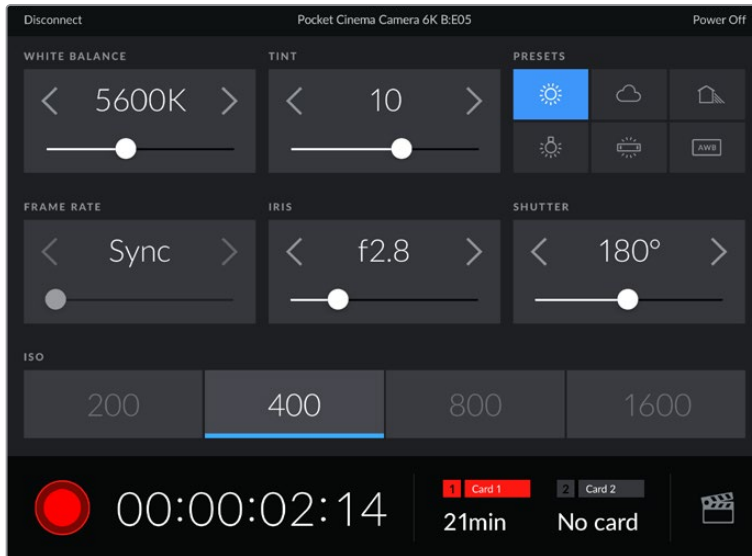 Disconnect Pocket Cinema Camera 6K B:E05 Power Off
WHITE BALANCE TINT PRESETS
5600K 10
AWB
FRAME RATE IRIS SHUTTER
Sync f2.8 180°
ISO
200 400 800 1600
00:00:02:14
1 Card 1 2 Card 2
21min No card